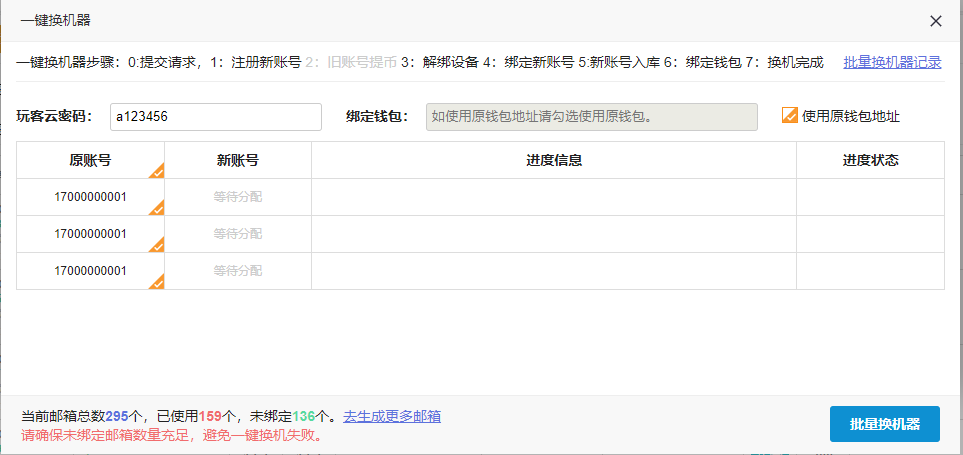 一键换机器
一键换机器步骤：0:提交请求，1：注册新账号 2：旧账号提币 3：解绑设备 4：绑定新账号 5:新账号入库 6：绑定钱包 7：换机完成 批量换机器记录
玩客云密码： a123456 绑定钱包： 如使用原钱包地址请勾选使用原钱包。 使用原钱包地址
原账号 新账号 进度信息 进度状态
17000000001 等待分配
17000000001 等待分配
17000000001 等待分配
当前邮箱总数295个，已使用159个，未绑定136个。去生成更多邮箱
请确保未绑定邮箱数量充足，避免一键换机失败。
批量换机器